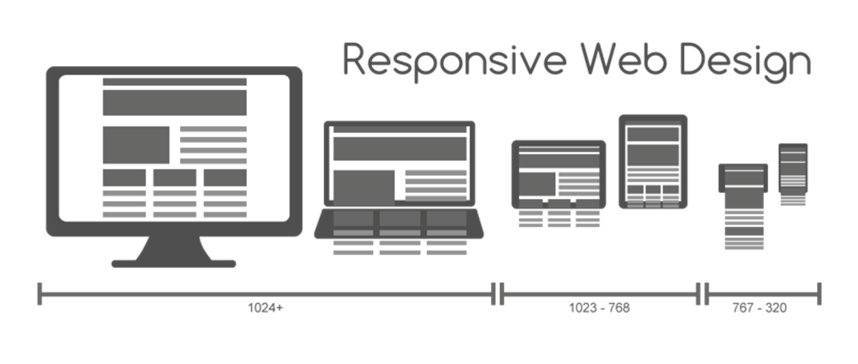 Responsive Web Design
1024+
1023 - 768
767 - 320